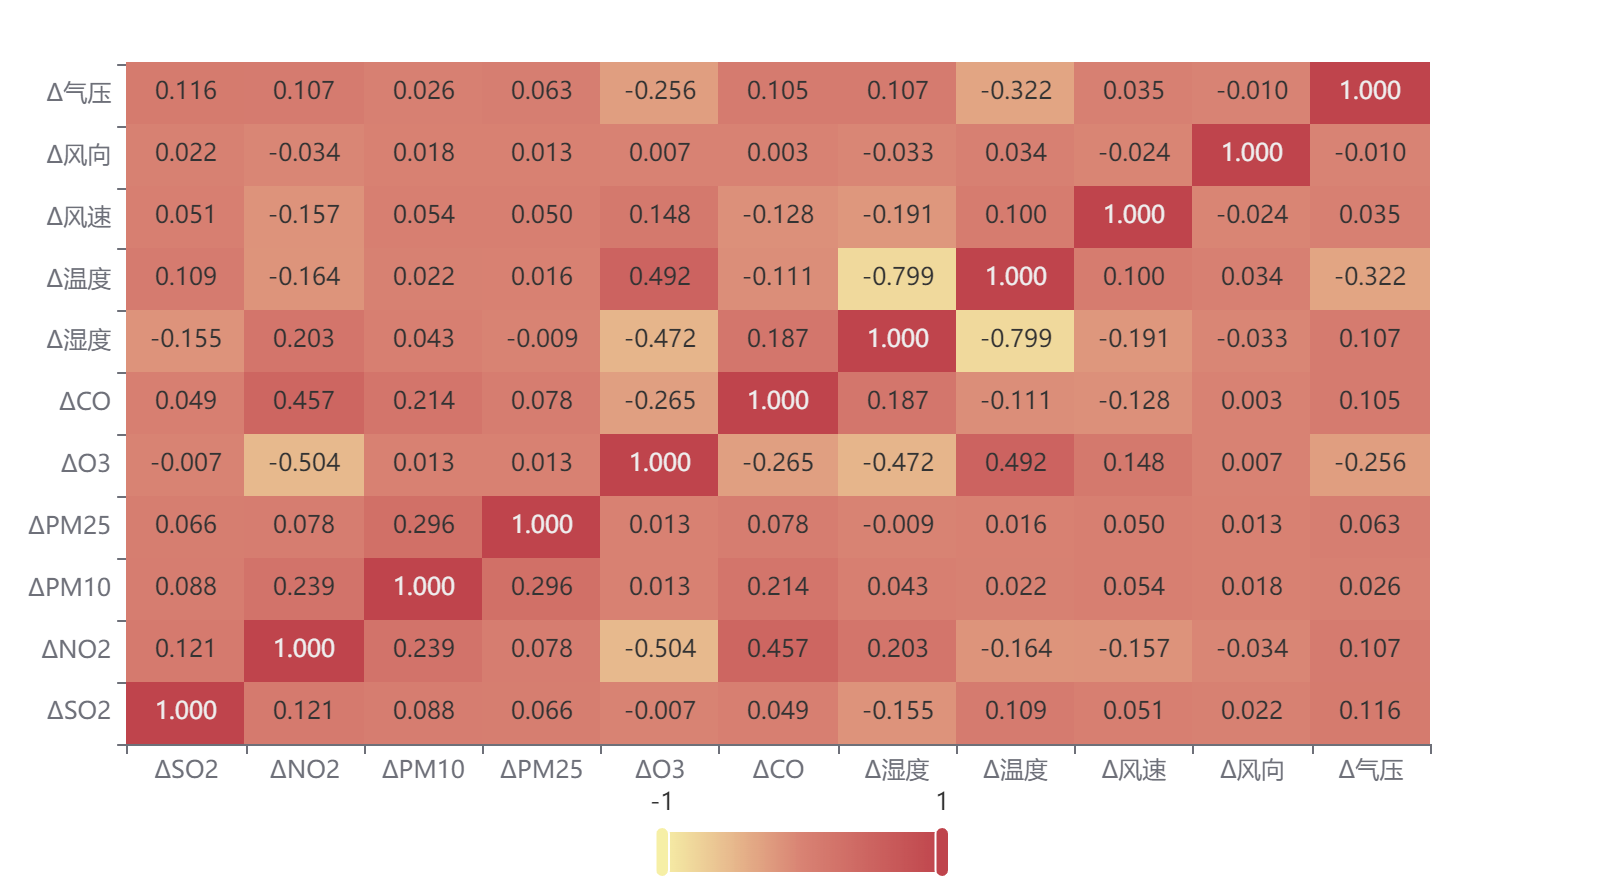 Δ气压 0.116 0.107 0.026 0.063 -0.256 0.105 0.107 -0.322 0.035 -0.010 1.000
Δ风向 0.022 -0.034 0.018 0.013 0.007 0.003 -0.033 0.034 -0.024 1.000 -0.010
Δ风速 0.051 -0.157 0.054 0.050 0.148 -0.128 -0.191 0.100 1.000 -0.024 0.035
Δ温度 0.109 -0.164 0.022 0.016 0.492 -0.111 -0.799 1.000 0.100 0.034 -0.322
Δ湿度 -0.155 0.203 0.043 -0.009 -0.472 0.187 1.000 -0.799 -0.191 -0.033 0.107
ΔCO 0.049 0.457 0.214 0.078 -0.265 1.000 0.187 -0.111 -0.128 0.003 0.105
ΔO3 -0.007 -0.504 0.013 0.013 1.000 -0.265 -0.472 0.492 0.148 0.007 -0.256
ΔPM25 0.066 0.078 0.296 1.000 0.013 0.078 -0.009 0.016 0.050 0.013 0.063
ΔPM10 0.088 0.239 1.000 0.296 0.013 0.214 0.043 0.022 0.054 0.018 0.026
ΔNO2 0.121 1.000 0.239 0.078 -0.504 0.457 0.203 -0.164 -0.157 -0.034 0.107
ΔSO2 1.000 0.121 0.088 0.066 -0.007 0.049 -0.155 0.109 0.051 0.022 0.116
ΔSO2 ΔNO2 ΔPM10 ΔPM25 ΔO3 ΔCO Δ湿度 Δ温度 Δ风速 Δ风向 Δ气压
-1 1